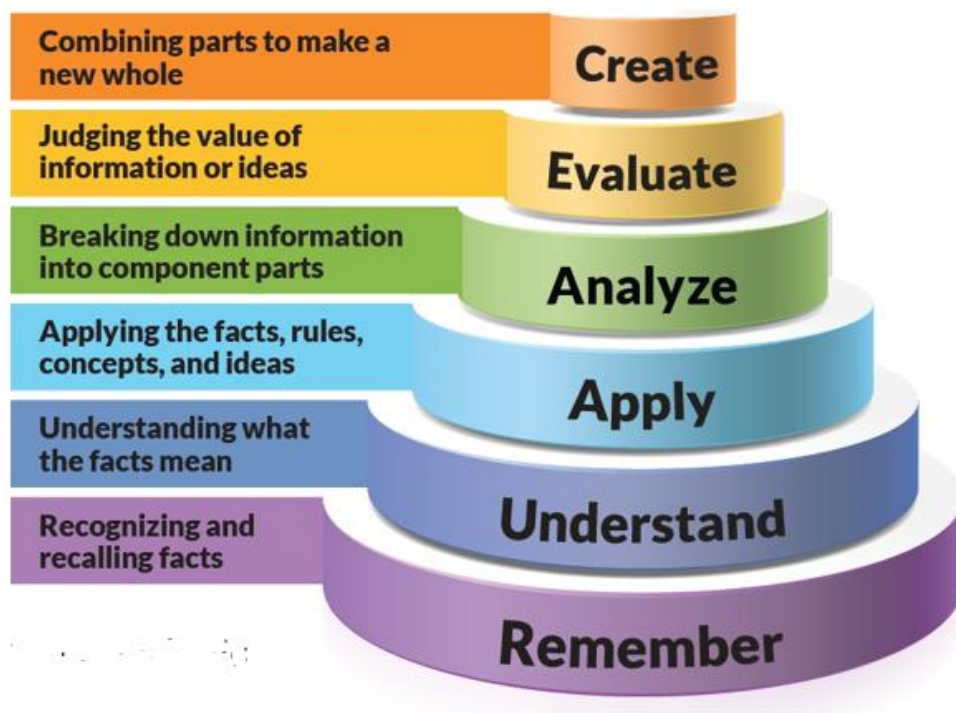 Combining parts to make a
new whole
Create
Judging the value of
information or ideas
Evaluate
Breaking down information
into component parts
Analyze
Applying the facts, rules,
concepts, and ideas
Apply
Understanding what
the facts mean
Understand
Recognizing and
recalling facts
Remember